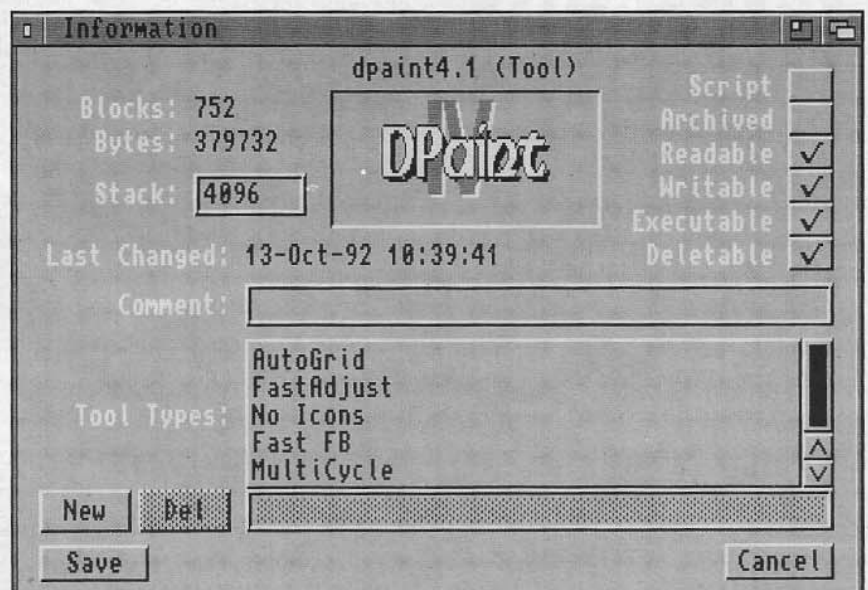 Information
dpaint4.1 (Tool)
Blocks: 752
Bytes: 379732
Stack: 4096
DPaint
IV
Script
Archived
Readable
Writable
Executable
Deletable
Last Changed: 13-Oct-92 10:39:41
Comment:
Tool Types:
AutoGrid
FastAdjust
No Icons
Fast FB
MultiCycle
New
Del
Save
Cancel